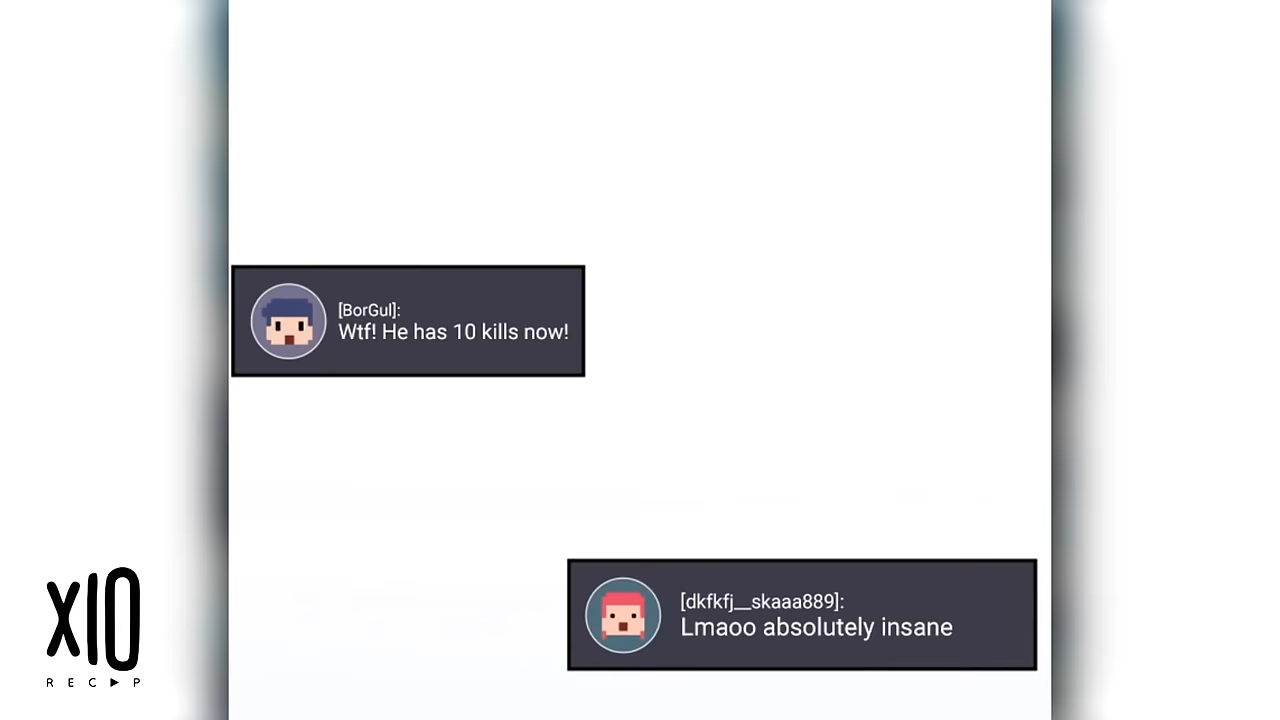 [BorGul]:
Wtf! He has 10 kills now!
[dkfkfj__skaaa889]:
Lmaoo absolutely insane
X10
RECAP